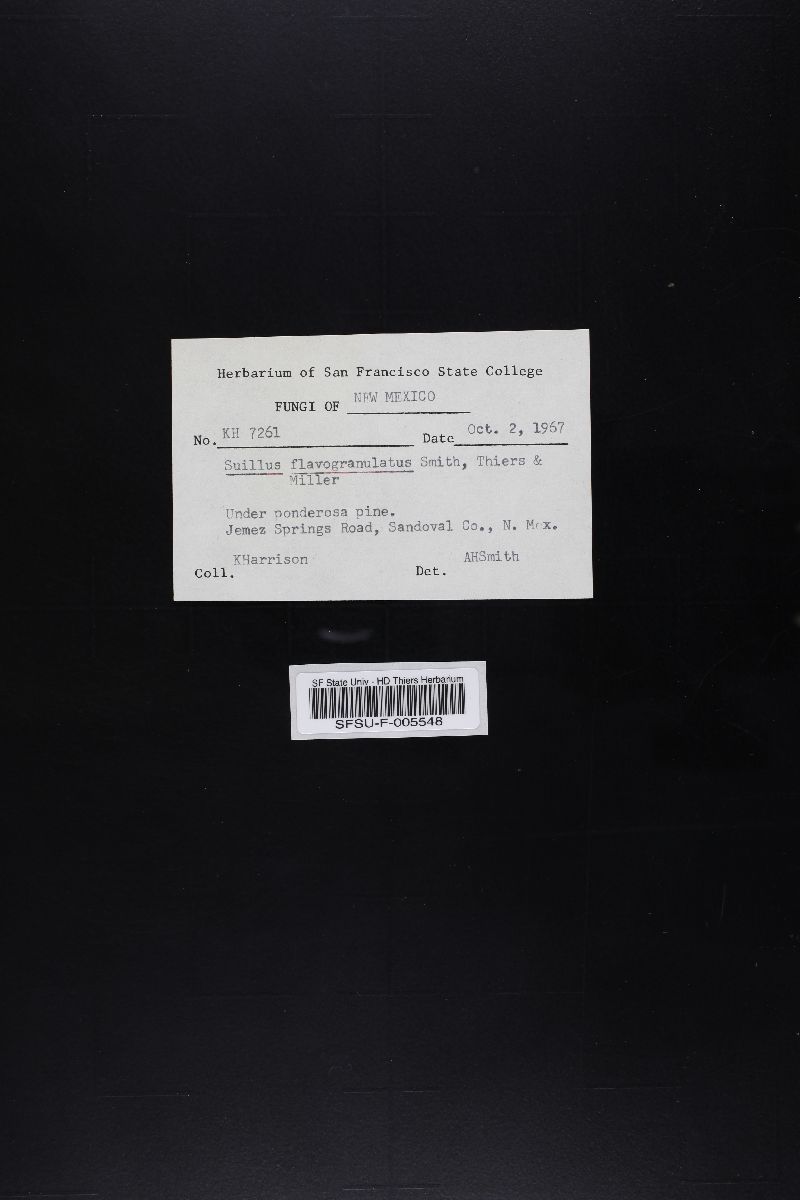 Herbarium of San Francisco State College
FUNGI OF NEW MEXICO
No. KH 7261 Date Oct. 2, 1967
Suillus flavogranulatus Smith, Thiers &
Miller
Under ponderosa pine.
Jemez Springs Road, Sandoval Co., N. Mex.
Coll. KHarrison Det. AHSmith
SF State Univ - HD Thiers Herbarium
SFSU-F-005548